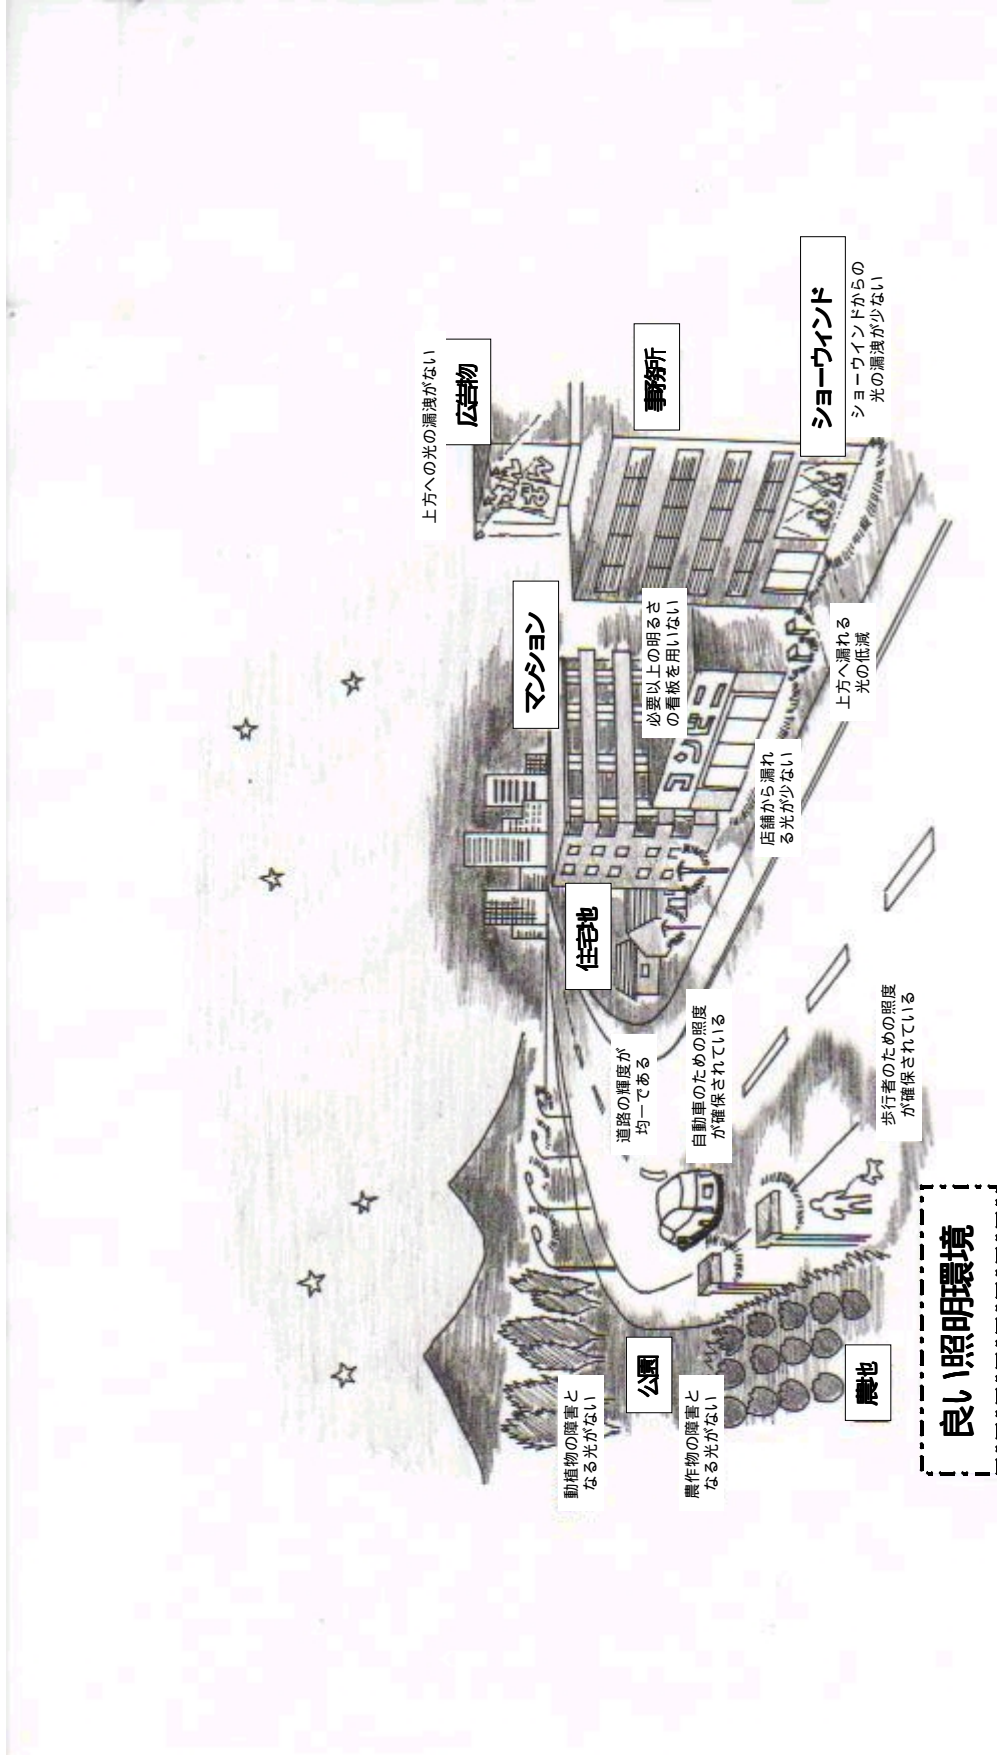 上方への光の漏洩がない
広告物
マンション
事務所
必要以上の明るさ
の看板を用いない
コンビニ
ショーウィンド
ショーウインドからの
光の漏洩が少ない
上方へ漏れる
光の低減
店舗から漏れ
る光が少ない
住宅地
道路の輝度が
均一である
自動車のための照度
が確保されている
歩行者のための照度
が確保されている
動植物の障害と
なる光がない
公園
農作物の障害と
なる光がない
農地
良い照明環境